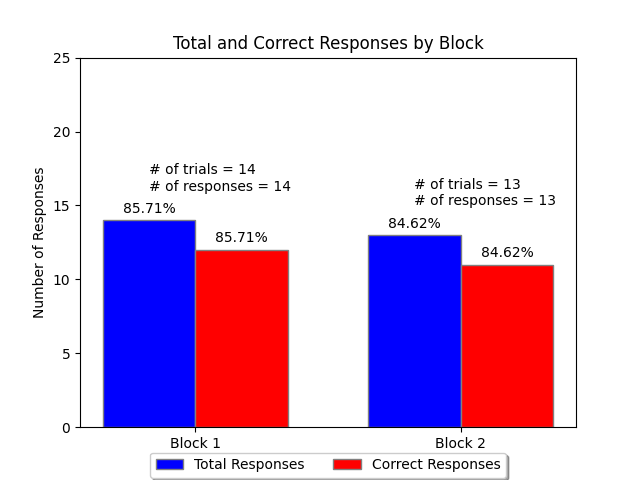 Total and Correct Responses by Block
Number of Responses
25
20
15
10
5
0
# of trials = 14
# of responses = 14
85.71%
85.71%
# of trials = 13
# of responses = 13
84.62%
84.62%
Block 1
Block 2
Total Responses
Correct Responses